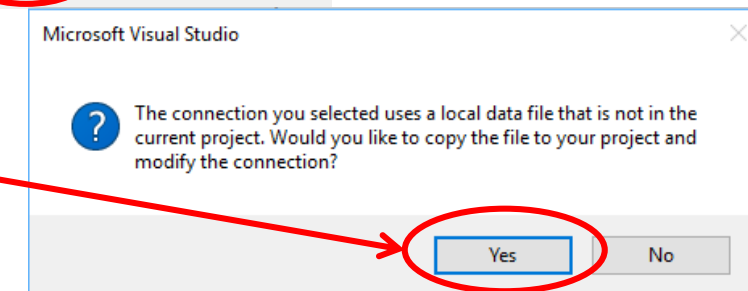 Microsoft Visual Studio
The connection you selected uses a local data file that is not in the
current project. Would you like to copy the file to your project and
modify the connection?
Yes
No